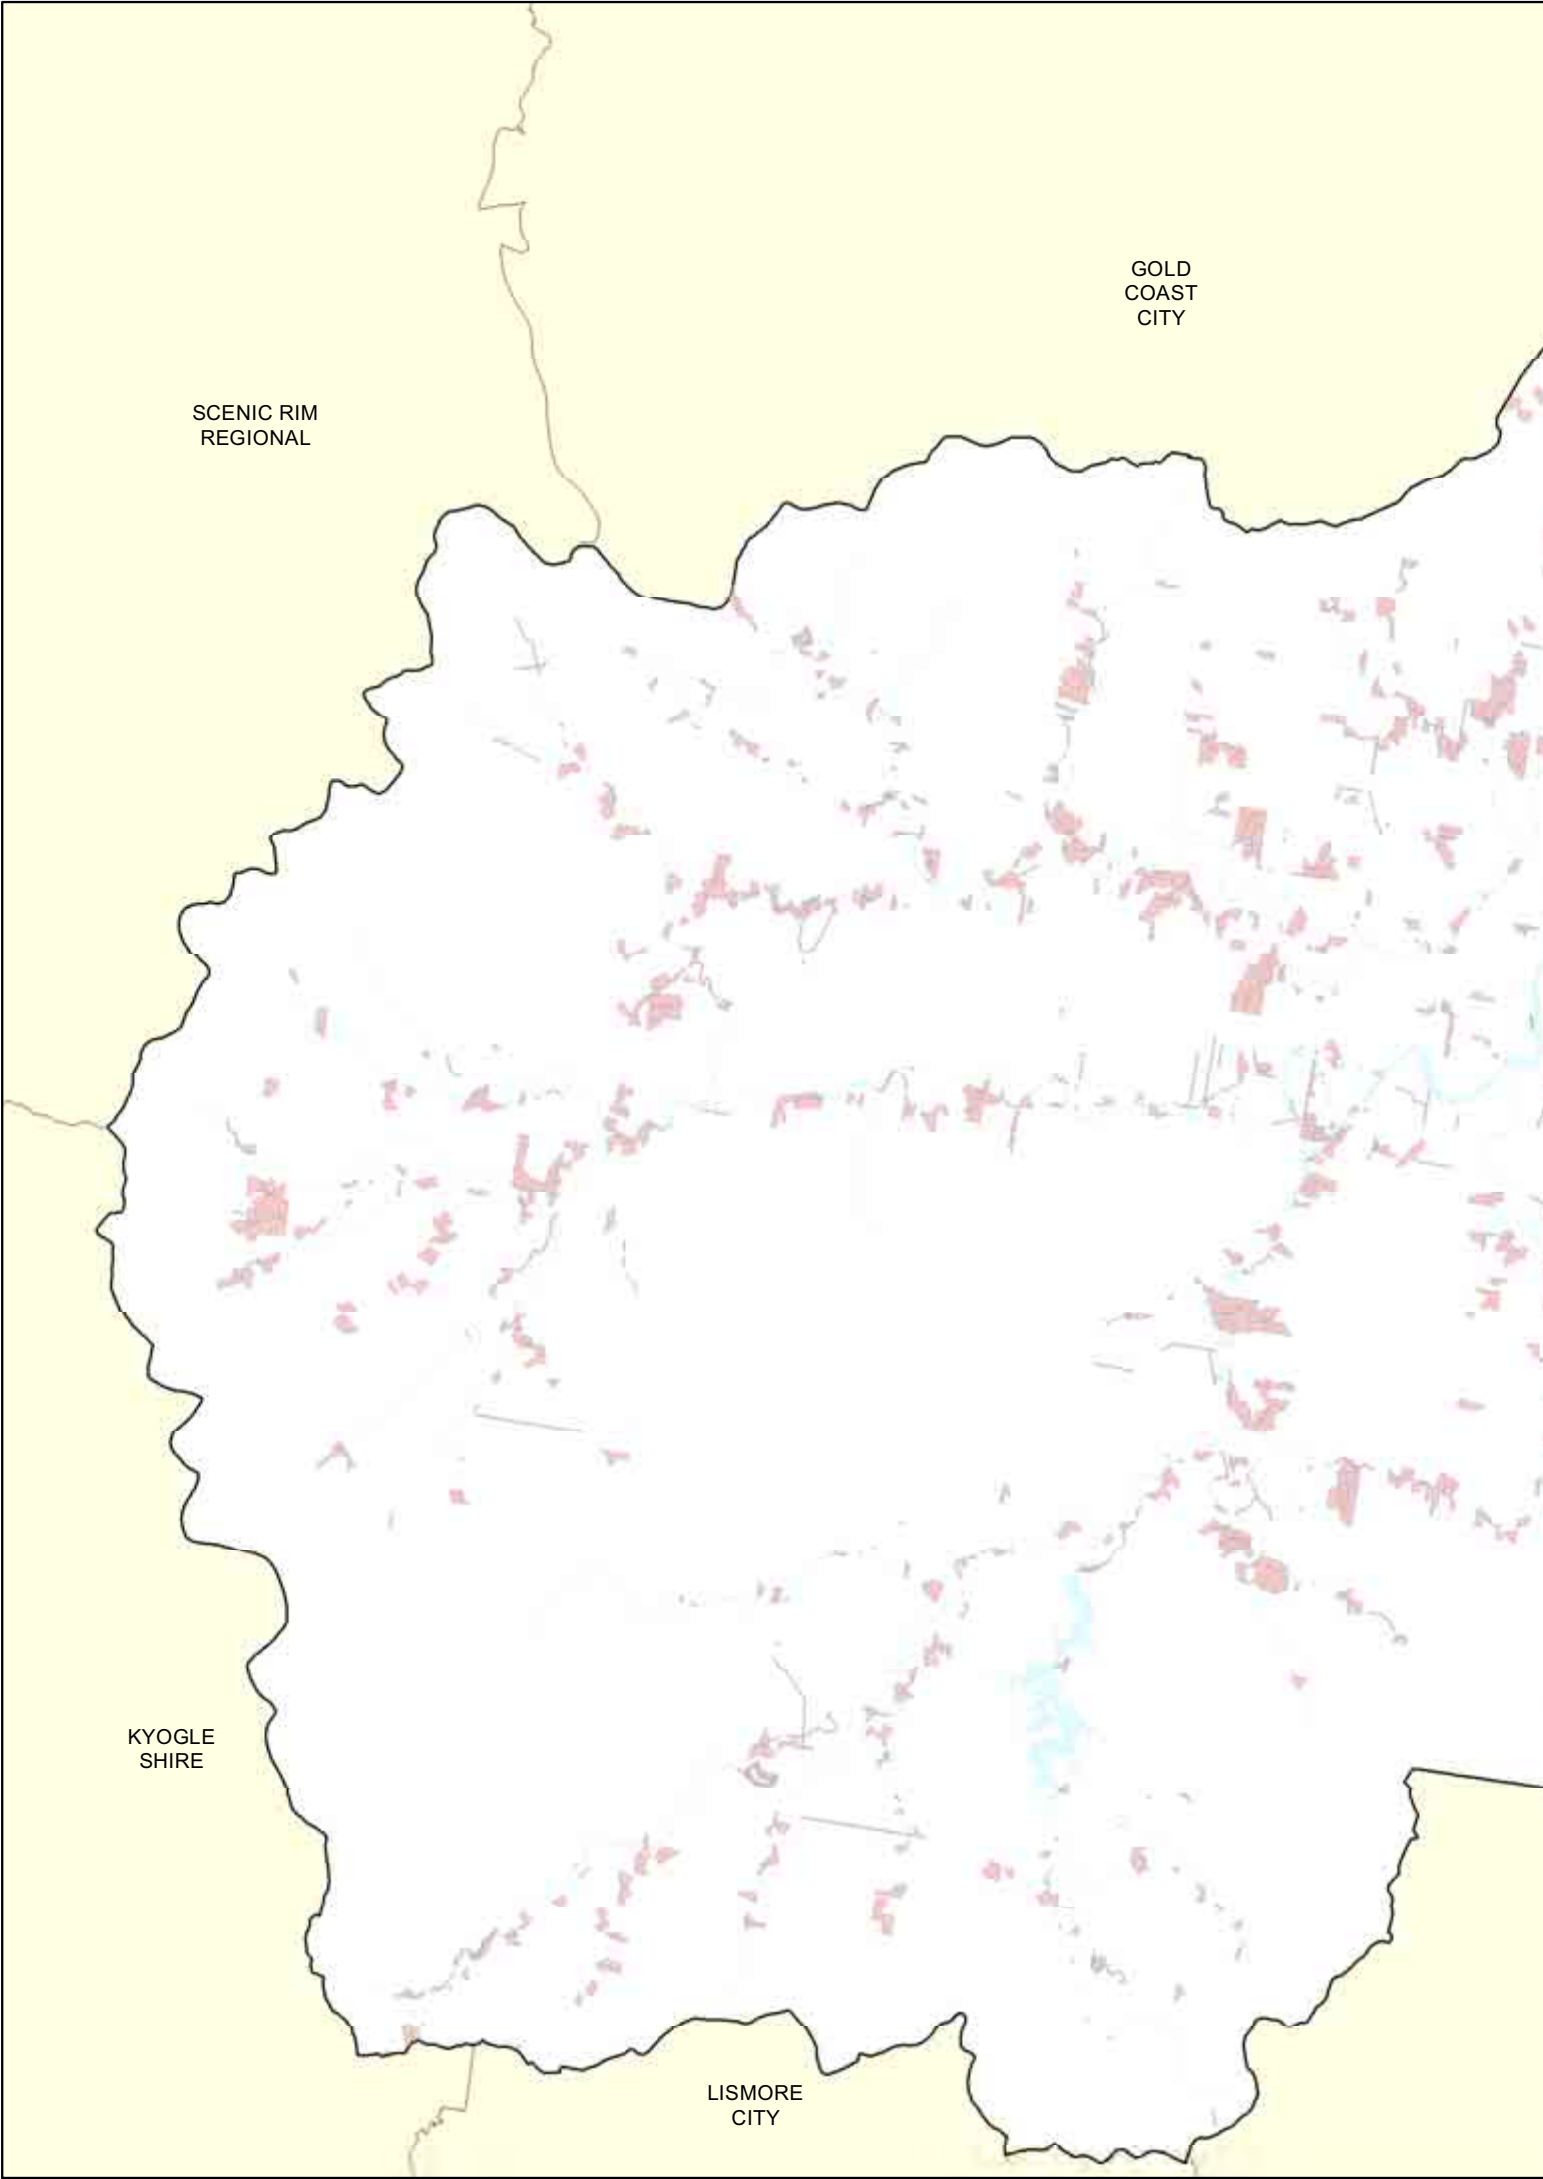 GOLD
COAST
CITY
SCENIC RIM
REGIONAL
KYOGLE
SHIRE
LISMORE
CITY